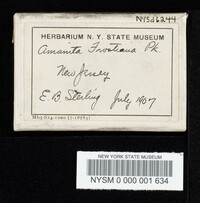 NYSd6244
HERBARIUM N. Y. STATE MUSEUM
Amanita Frostiana Pk.
New Jersey
E. B. Sterling July 1907
NEW YORK STATE MUSEUM
NYSM 0 000 001 634